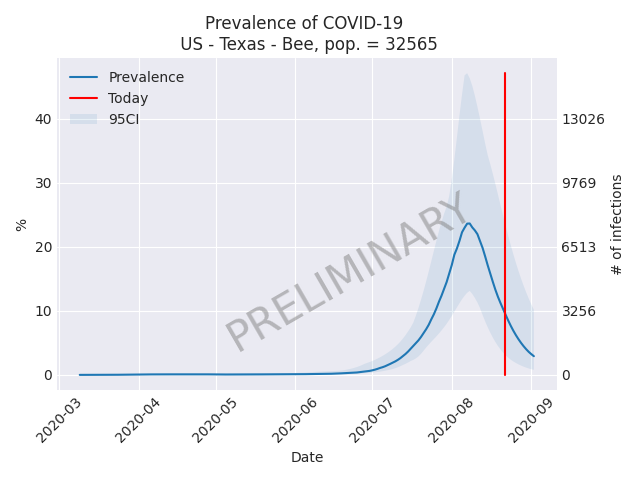 Prevalence of COVID-19
US - Texas - Bee, pop. = 32565
Prevalence
Today
95CI
PRELIMINARY
%
40
30
20
10
0
# of infections
13026
9769
6513
3256
0
2020-03
2020-04
2020-05
2020-06
2020-07
2020-08
2020-09
Date